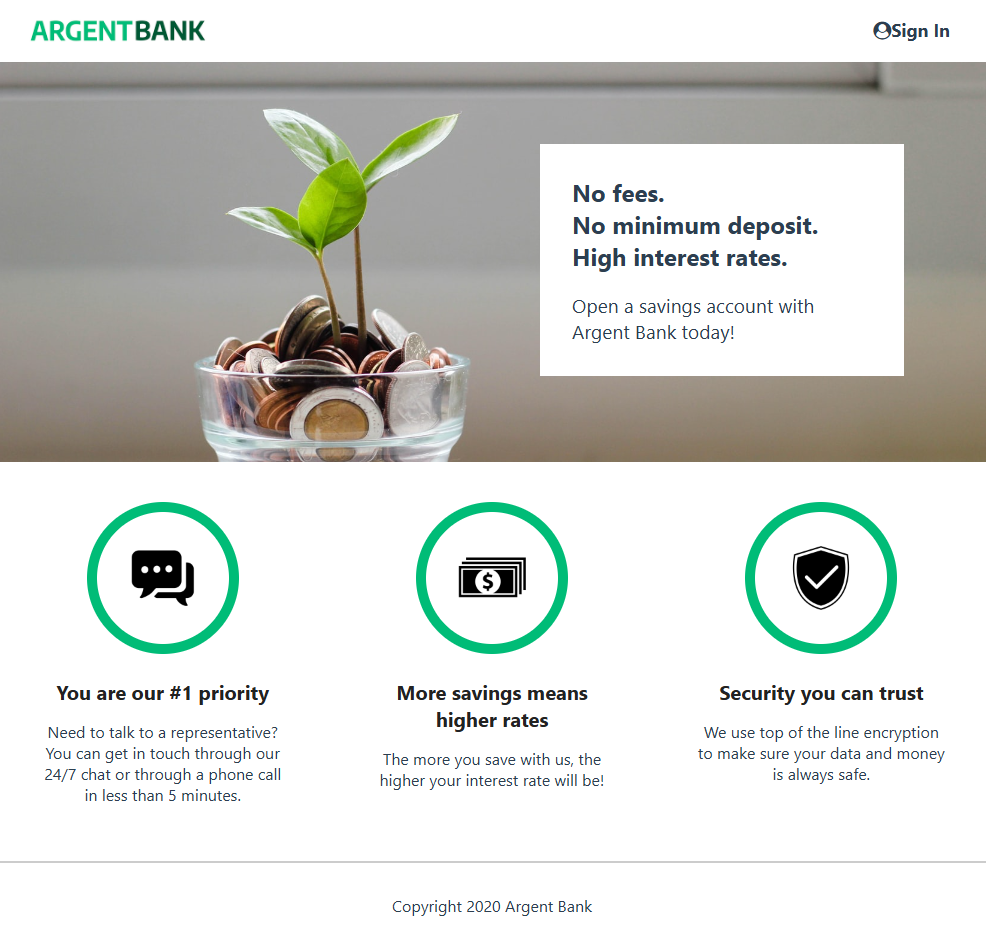 ARGENTBANK
Sign In
No fees.
No minimum deposit.
High interest rates.
Open a savings account with
Argent Bank today!
$
You are our #1 priority
Need to talk to a representative?
You can get in touch through our
24/7 chat or through a phone call
in less than 5 minutes.
More savings means
higher rates
The more you save with us, the
higher your interest rate will be!
Security you can trust
We use top of the line encryption
to make sure your data and money
is always safe.
Copyright 2020 Argent Bank